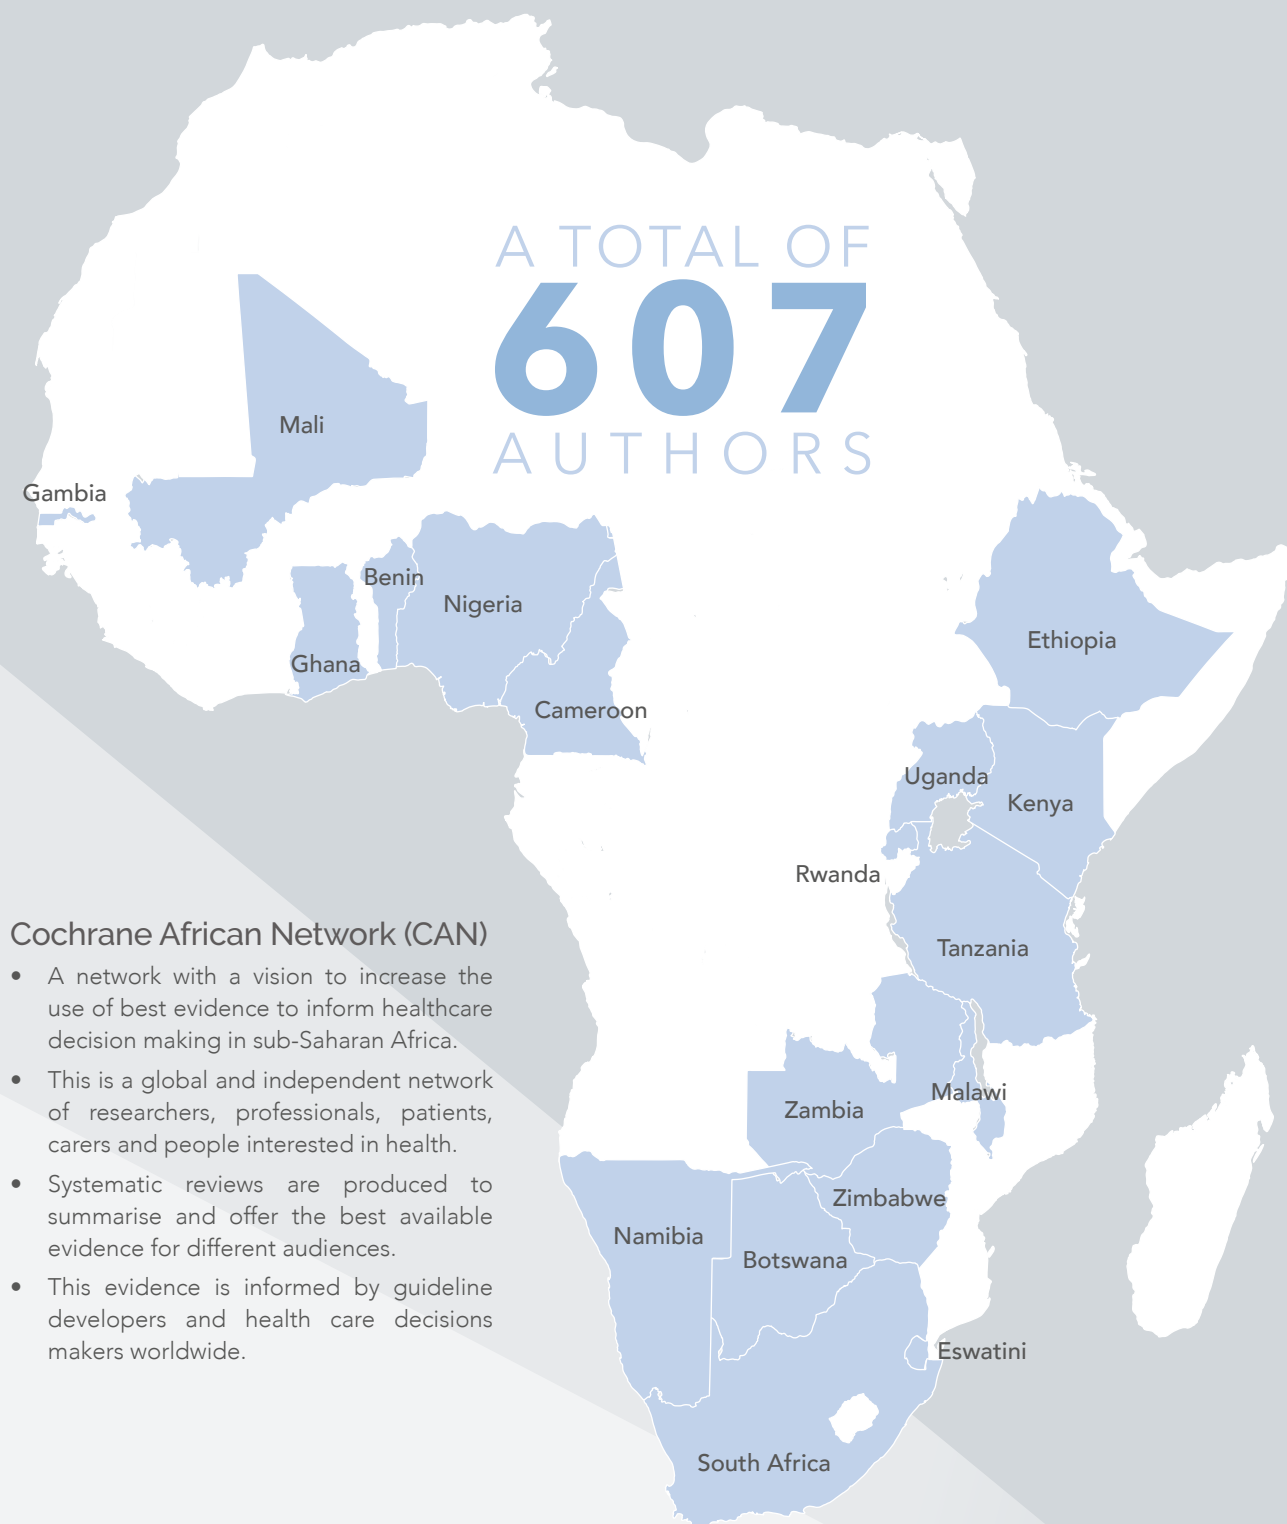 A TOTAL OF
607
AUTHORS
Mali
Gambia
Benin
Nigeria
Ghana
Ethiopia
Cameroon
Uganda
Kenya
Rwanda
Tanzania
Malawi
Zambia
Zimbabwe
Namibia
Botswana
Eswatini
South Africa
Cochrane African Network (CAN)
• A network with a vision to increase the
use of best evidence to inform healthcare
decision making in sub-Saharan Africa.
• This is a global and independent network
of researchers, professionals, patients,
carers and people interested in health.
• Systematic reviews are produced to
summarise and offer the best available
evidence for different audiences.
• This evidence is informed by guideline
developers and health care decisions
makers worldwide.